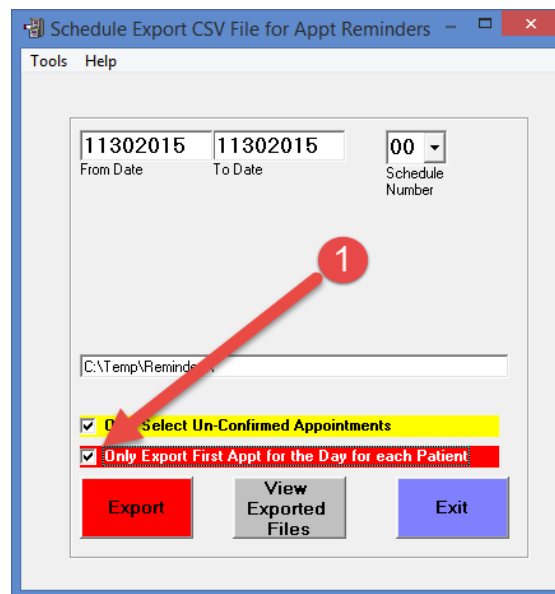 Schedule Export CSV File for Appt Reminders
Tools Help
11302015 11302015 00
From Date To Date Schedule
Number
1
C:\Temp\Reminde
Select Un-Confirmed Appointments
Only Export First Appt for the Day for each Patient
Export View Exit
Exported
Files